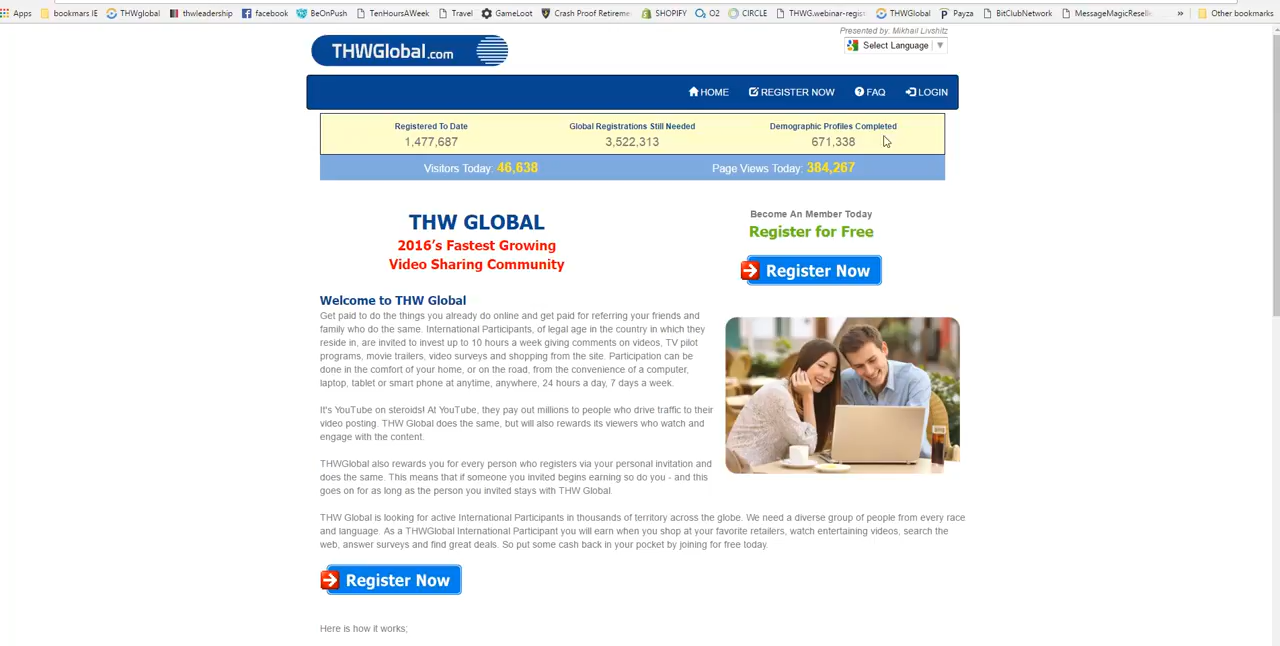 Apps bookmars IE THWglobal thwleadership facebook BeOnPush TenHoursAWeek Travel GameLoot Crash Proof Retireme SHOPIFY O2 CIRCLE THWG.webinar-regist THWGlobal Payza BitClubNetwork MessageMagicReselle » Other bookmarks
Presented by: Mikhail Livshitz
THWGlobal.com
Select Language ▼
HOME REGISTER NOW FAQ LOGIN
Registered To Date Global Registrations Still Needed Demographic Profiles Completed
1,477,687 3,522,313 671,338
Visitors Today: 46,638 Page Views Today: 384,267
THW GLOBAL
2016's Fastest Growing
Video Sharing Community
Become An Member Today
Register for Free
Register Now
Welcome to THW Global
Get paid to do the things you already do online and get paid for referring your friends and
family who do the same. International Participants, of legal age in the country in which they
reside in, are invited to invest up to 10 hours a week giving comments on videos, TV pilot
programs, movie trailers, video surveys and shopping from the site. Participation can be
done in the comfort of your home, or on the road, from the convenience of a computer,
laptop, tablet or smart phone at anytime, anywhere, 24 hours a day, 7 days a week.
It's YouTube on steroids! At YouTube, they pay out millions to people who drive traffic to their
video posting. THW Global does the same, but will also rewards its viewers who watch and
engage with the content.
THWGlobal also rewards you for every person who registers via your personal invitation and
does the same. This means that if someone you invited begins earning so do you - and this
goes on for as long as the person you invited stays with THW Global.
THW Global is looking for active International Participants in thousands of territory across the globe. We need a diverse group of people from every race
and language. As a THWGlobal International Participant you will earn when you shop at your favorite retailers, watch entertaining videos, search the
web, answer surveys and find great deals. So put some cash back in your pocket by joining for free today.
Register Now
Here is how it works;